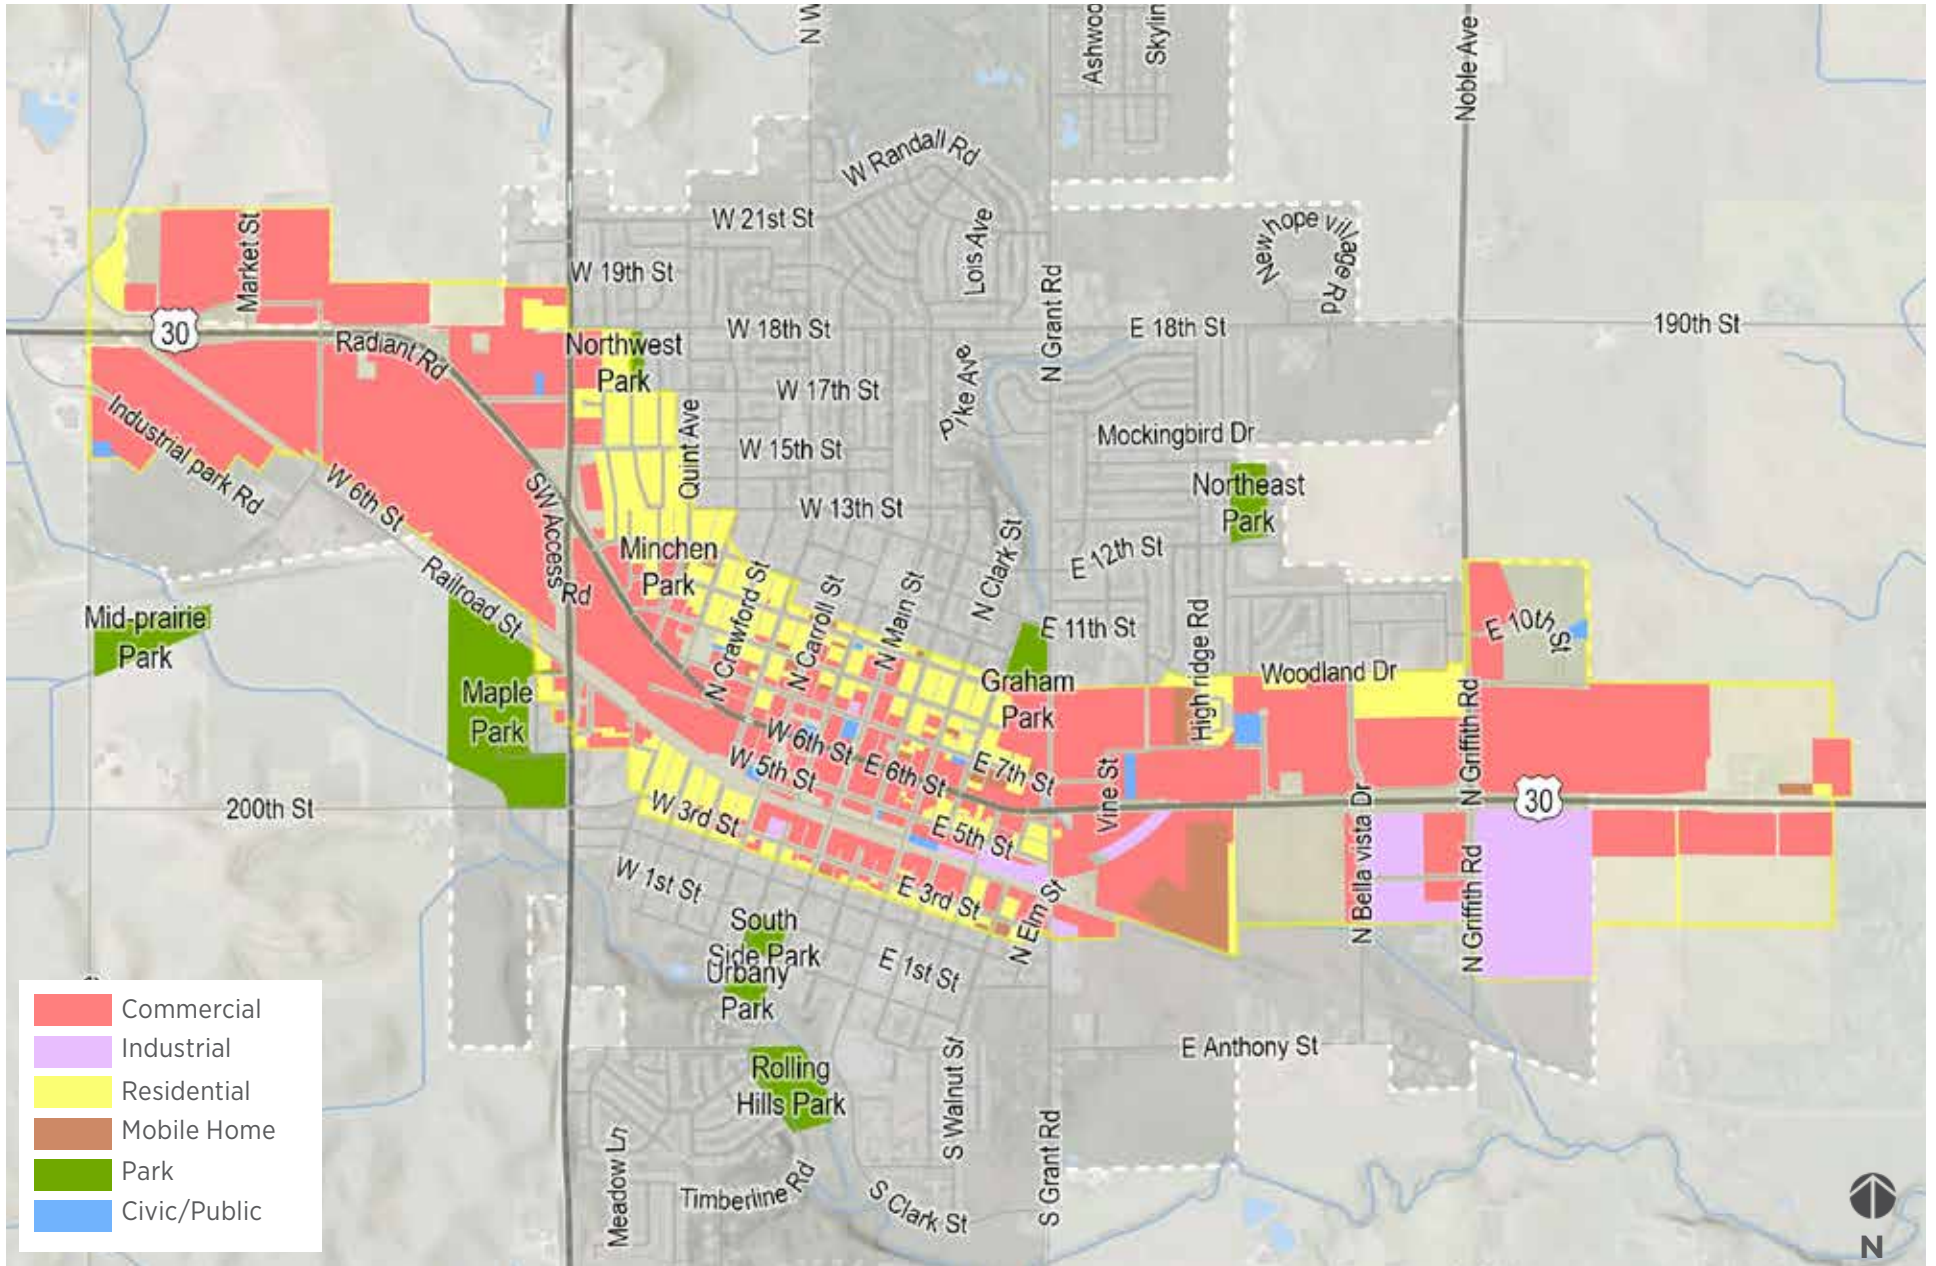 N W
Ashwoo
Skylin
Noble Ave
W Randall Rd
W 21st St
Market St
Lois Ave
New hope village Rd
W 19th St
N Grant Rd
30
Radiant Rd
Northwest
Park
W 18th St
E 18th St
190th St
W 17th St
Pike Ave
Industrial park Rd
Quint Ave
W 15th St
Mockingbird Dr
W 6th St
SW Access Rd
W 13th St
Northeast
Park
Minchen
Park
N Clark St
E 12th St
Railroad St
N Crawford St
N Carroll St
N Main St
Mid-prairie
Park
E 11th St
High ridge Rd
E 10th St
Maple
Park
Graham
Park
Woodland Dr
N Griffith Rd
W 6th St
E 6th St
E 7th St
W 5th St
Vine St
200th St
W 3rd St
E 5th St
N Bella vista Dr
30
W 1st St
E 3rd St
N Elm St
N Griffith Rd
South
Side Park
Urbany
Park
E 1st St
Rolling
Hills Park
S Walnut St
E Anthony St
Meadow Ln
Timberline Rd
S Clark St
S Grant Rd
Commercial
Industrial
Residential
Mobile Home
Park
Civic/Public
N